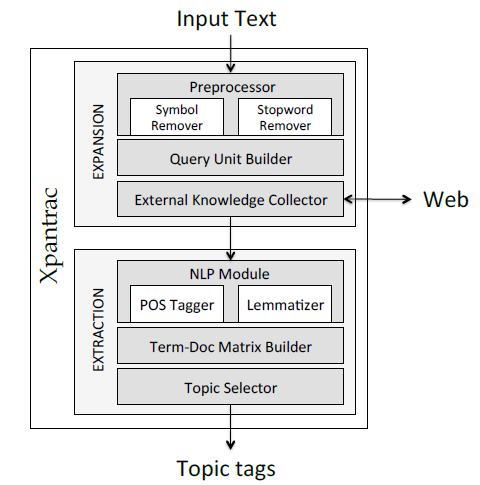 Input Text
Xpantrac
EXPANSION
Preprocessor
Symbol
Remover
Stopword
Remover
Query Unit Builder
External Knowledge Collector
Web
EXTRACTION
NLP Module
POS Tagger
Lemmatizer
Term-Doc Matrix Builder
Topic Selector
Topic tags